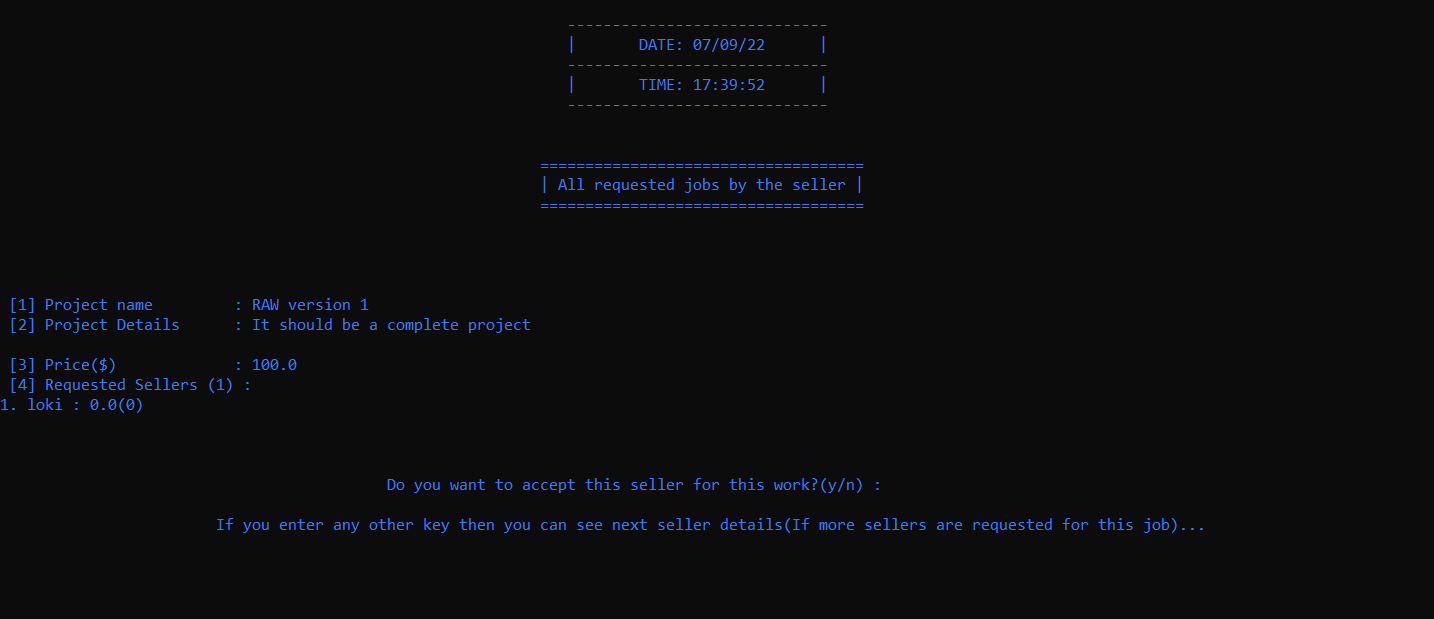 -----------------------------
|       DATE: 07/09/22      |
-----------------------------
|       TIME: 17:39:52      |
-----------------------------
====================================
| All requested jobs by the seller |
====================================
[1] Project name         : RAW version 1
[2] Project Details      : It should be a complete project
[3] Price($)             : 100.0
[4] Requested Sellers (1) :
1. loki : 0.0(0)
Do you want to accept this seller for this work?(y/n) :
If you enter any other key then you can see next seller details(If more sellers are requested for this job)...